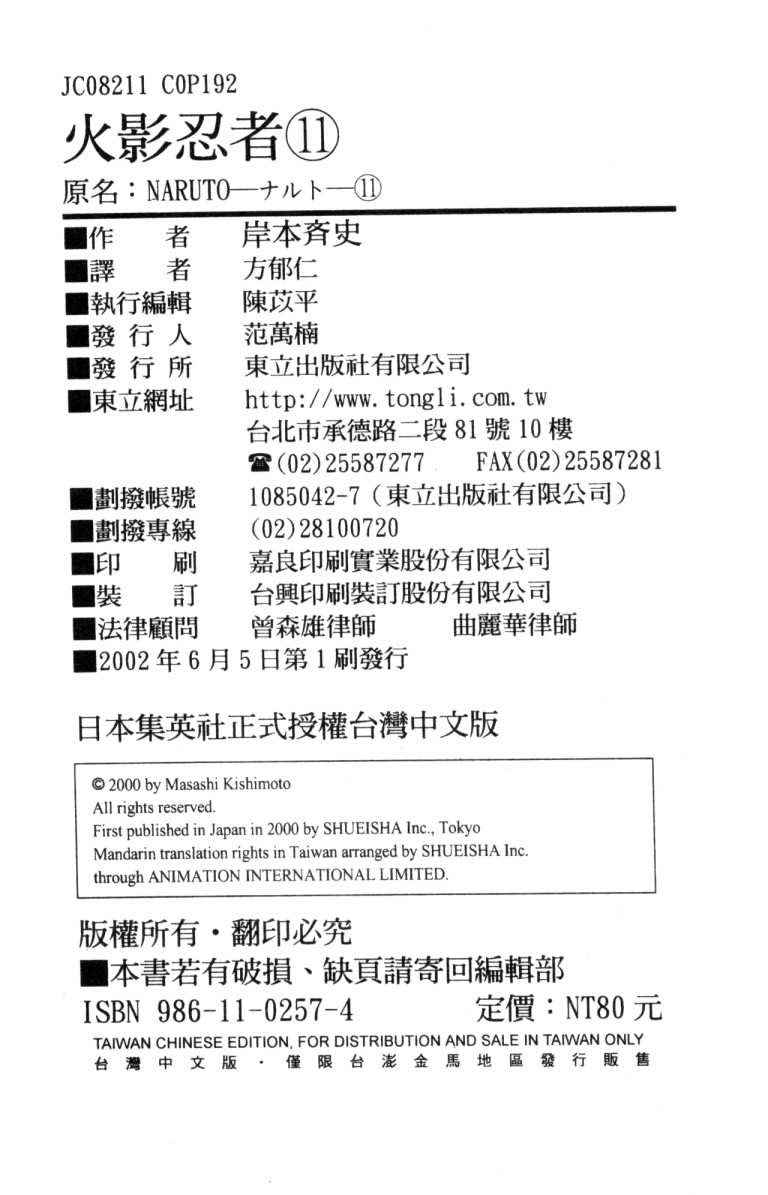 JC08211 COP192
火影忍者⑪
原名：NARUTO—ナルト—⑪
■作　者　岸本斉史
■譯　者　方郁仁
■執行編輯　陳苡平
■發行人　范萬楠
■發行所　東立出版社有限公司
■東立網址　http://www.tongli.com.tw
台北市承德路二段81號10樓
☎(02)25587277　FAX(02)25587281
■劃撥帳號　1085042-7（東立出版社有限公司）
■劃撥專線　(02)28100720
■印　刷　嘉良印刷實業股份有限公司
■裝　訂　台興印刷裝訂股份有限公司
■法律顧問　曾森雄律師　曲麗華律師
■2002年6月5日第1刷發行
日本集英社正式授權台灣中文版
© 2000 by Masashi Kishimoto
All rights reserved.
First published in Japan in 2000 by SHUEISHA Inc., Tokyo
Mandarin translation rights in Taiwan arranged by SHUEISHA Inc.
through ANIMATION INTERNATIONAL LIMITED.
版權所有・翻印必究
■本書若有破損、缺頁請寄回編輯部
ISBN 986-11-0257-4　定價：NT80元
TAIWAN CHINESE EDITION, FOR DISTRIBUTION AND SALE IN TAIWAN ONLY
台灣中文版・僅限台澎金馬地區發行販售